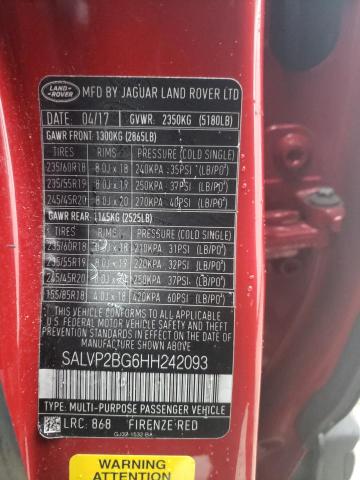 LAND ROVER
MFD BY JAGUAR LAND ROVER LTD
DATE: 04/17 GVWR: 2350KG (5180LB)
GAWR FRONT: 1300KG (2865LB)
TIRES RIMS PRESSURE (COLD SINGLE)
235/60R18 8.0J x 18 240KPA 35PSI (LB/PO²)
235/55R19 8.0J x 19 250KPA 37PSI (LB/PO²)
245/45R20 8.0J x 20 270KPA 40PSI (LB/PO²)
GAWR REAR: 1145KG (2525LB)
TIRES RIMS PRESSURE (COLD SINGLE)
235/60R18 8.0J x 18 210KPA 31PSI (LB/PO²)
235/55R19 8.0J x 19 220KPA 32PSI (LB/PO²)
245/45R20 8.0J x 20 250KPA 37PSI (LB/PO²)
155/85R18 4.0J x 18 420KPA 60PSI (LB/PO²)
THIS VEHICLE CONFORMS TO ALL APPLICABLE
U.S. FEDERAL MOTOR VEHICLE SAFETY
STANDARDS IN EFFECT ON THE DATE
OF MANUFACTURE SHOWN ABOVE
SALVP2BG6HH242093
TYPE: MULTI-PURPOSE PASSENGER VEHICLE
LRC: 868 FIRENZE RED
GJ32-1532-BA
WARNING
ATTENTION